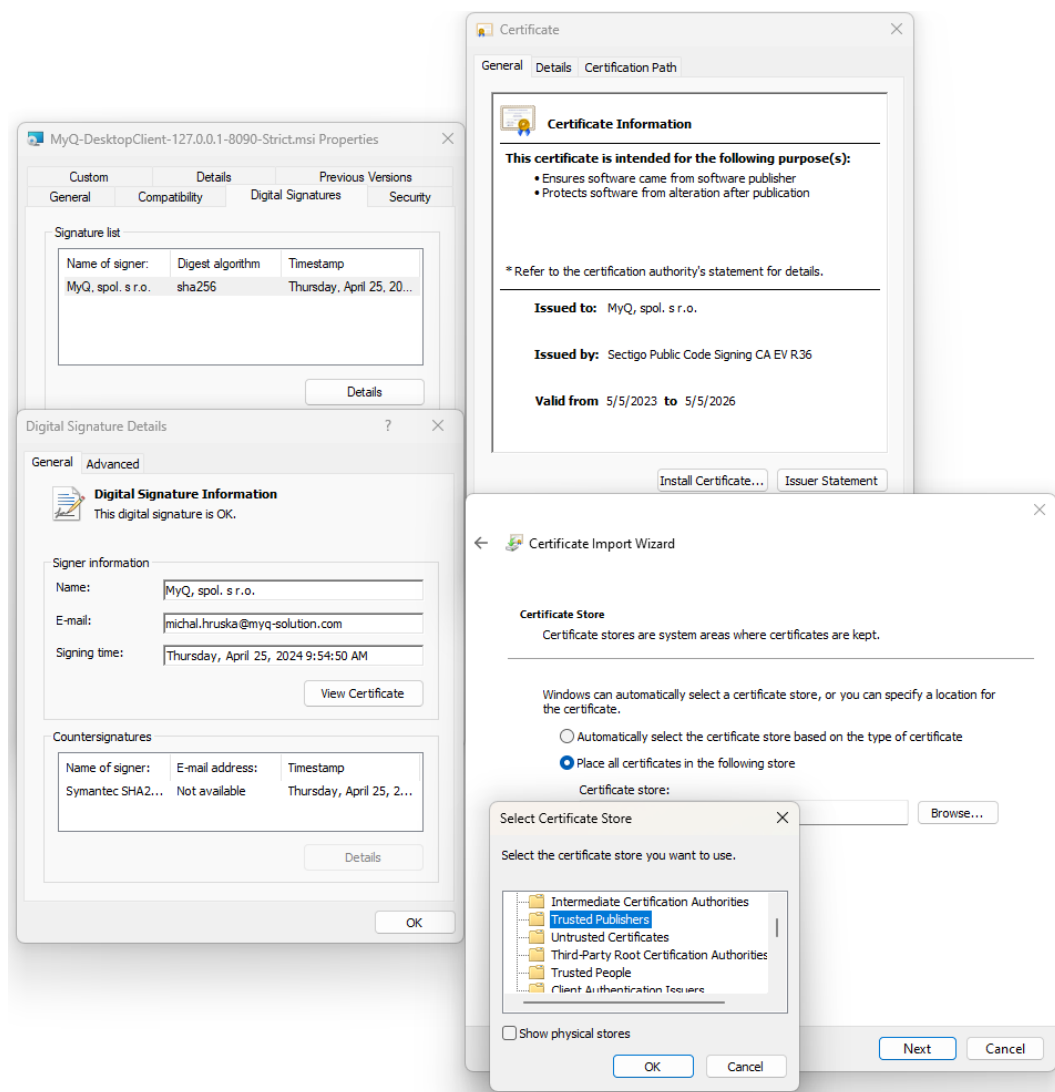 Certificate
General Details Certification Path
Certificate Information
This certificate is intended for the following purpose(s):
• Ensures software came from software publisher
• Protects software from alteration after publication
* Refer to the certification authority's statement for details.
Issued to: MyQ, spol. s r.o.
Issued by: Sectigo Public Code Signing CA EV R36
Valid from 5/5/2023 to 5/5/2026
Install Certificate... Issuer Statement
MyQ-DesktopClient-127.0.0.1-8090-Strict.msi Properties
Custom Details Previous Versions
General Compatibility Digital Signatures Security
Signature list
Name of signer: Digest algorithm Timestamp
MyQ, spol. s r.o. sha256 Thursday, April 25, 20...
Details
Digital Signature Details ?
General Advanced
Digital Signature Information
This digital signature is OK.
Signer information
Name: MyQ, spol. s r.o.
E-mail: michal.hruska@myq-solution.com
Signing time: Thursday, April 25, 2024 9:54:50 AM
View Certificate
Countersignatures
Name of signer: E-mail address: Timestamp
Symantec SHA2... Not available Thursday, April 25, 2...
Details
OK
Certificate Import Wizard
Certificate Store
Certificate stores are system areas where certificates are kept.
Windows can automatically select a certificate store, or you can specify a location for
the certificate.
Automatically select the certificate store based on the type of certificate
Place all certificates in the following store
Certificate store:
Browse...
Next Cancel
Select Certificate Store
Select the certificate store you want to use.
Intermediate Certification Authorities
Trusted Publishers
Untrusted Certificates
Third-Party Root Certification Authorities
Trusted People
Client Authentication Issuers
Show physical stores
OK Cancel